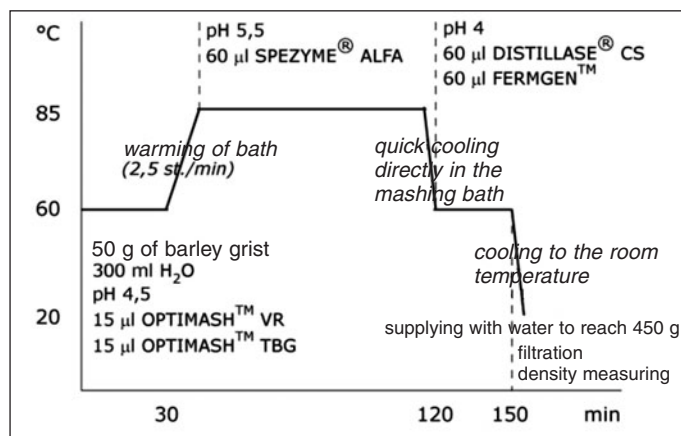 °C
pH 5,5
60 µl SPEZYME® ALFA
pH 4
60 µl DISTILLASE® CS
60 µl FERMGEN™
85
warming of bath
(2,5 st./min)
quick cooling
directly in the
mashing bath
60
50 g of barley grist
300 ml H₂O
pH 4,5
15 µl OPTIMASH™ VR
15 µl OPTIMASH™ TBG
cooling to the room
temperature
20
supplying with water to reach 450 g
filtration
density measuring
30
120
150
min